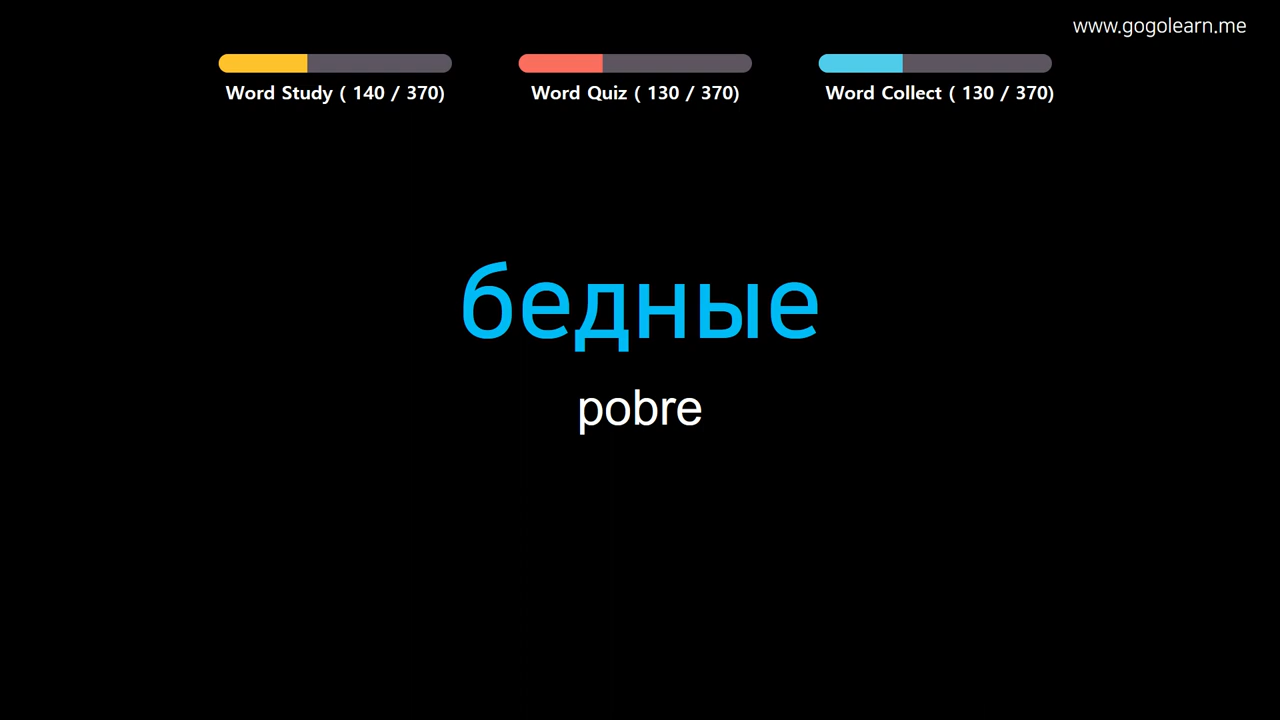 www.gogolearn.me
Word Study ( 140 / 370)
Word Quiz ( 130 / 370)
Word Collect ( 130 / 370)
бедные
pobre